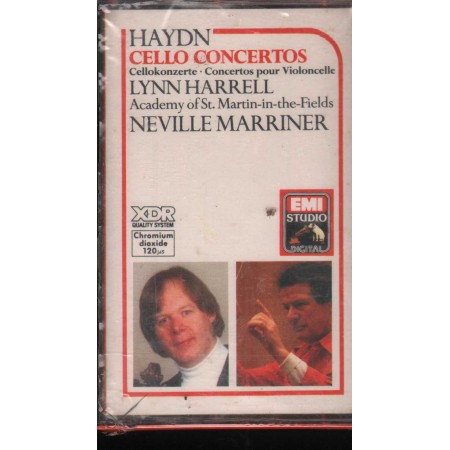 HAYDN
CELLO CONCERTOS
Cellokonzerte · Concertos pour Violoncelle
LYNN HARRELL
Academy of St. Martin-in-the-Fields
NEVILLE MARRINER
XDR
QUALITY SYSTEM
Chromium
dioxide
120µs
EMI
STUDIO
DIGITAL